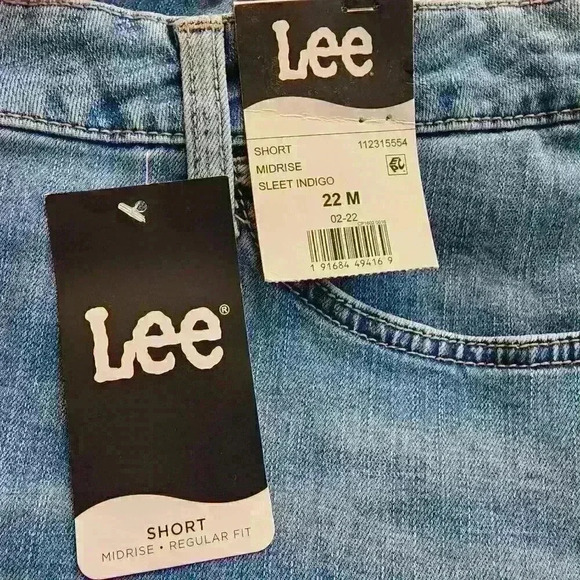 Lee
SHORT 112315554
MIDRISE
SLEET INDIGO
22 M
02-22
1 91684 49416 9
Lee®
SHORT
MIDRISE • REGULAR FIT